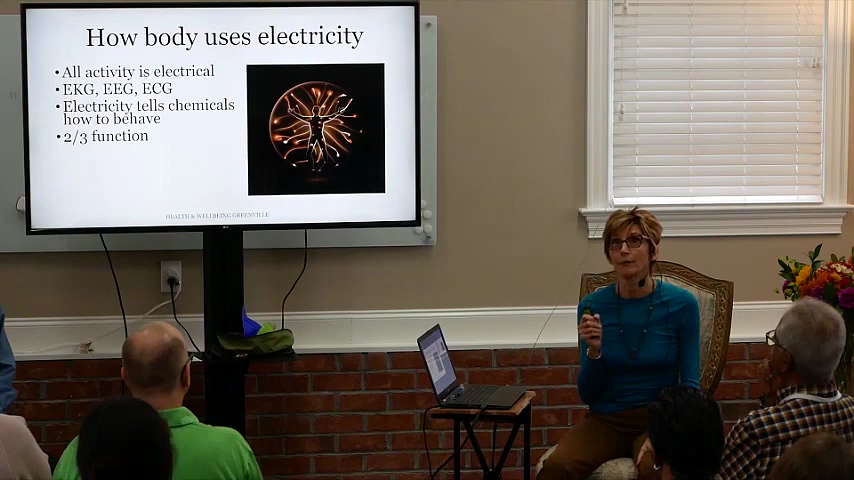 How body uses electricity
• All activity is electrical
• EKG, EEG, ECG
• Electricity tells chemicals
how to behave
• 2/3 function
HEALTH & WELLBEING GREENVILLE